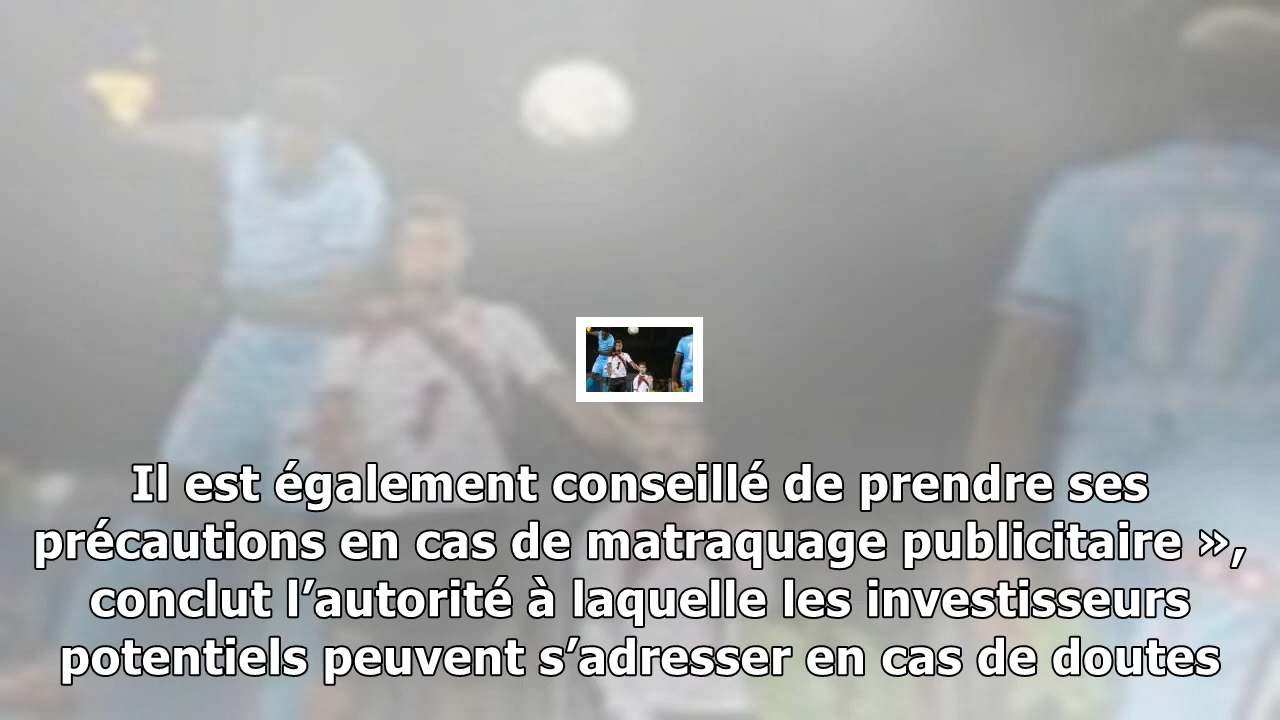 17
Il est également conseillé de prendre ses
précautions en cas de matraquage publicitaire »,
conclut l’autorité à laquelle les investisseurs
potentiels peuvent s’adresser en cas de doutes